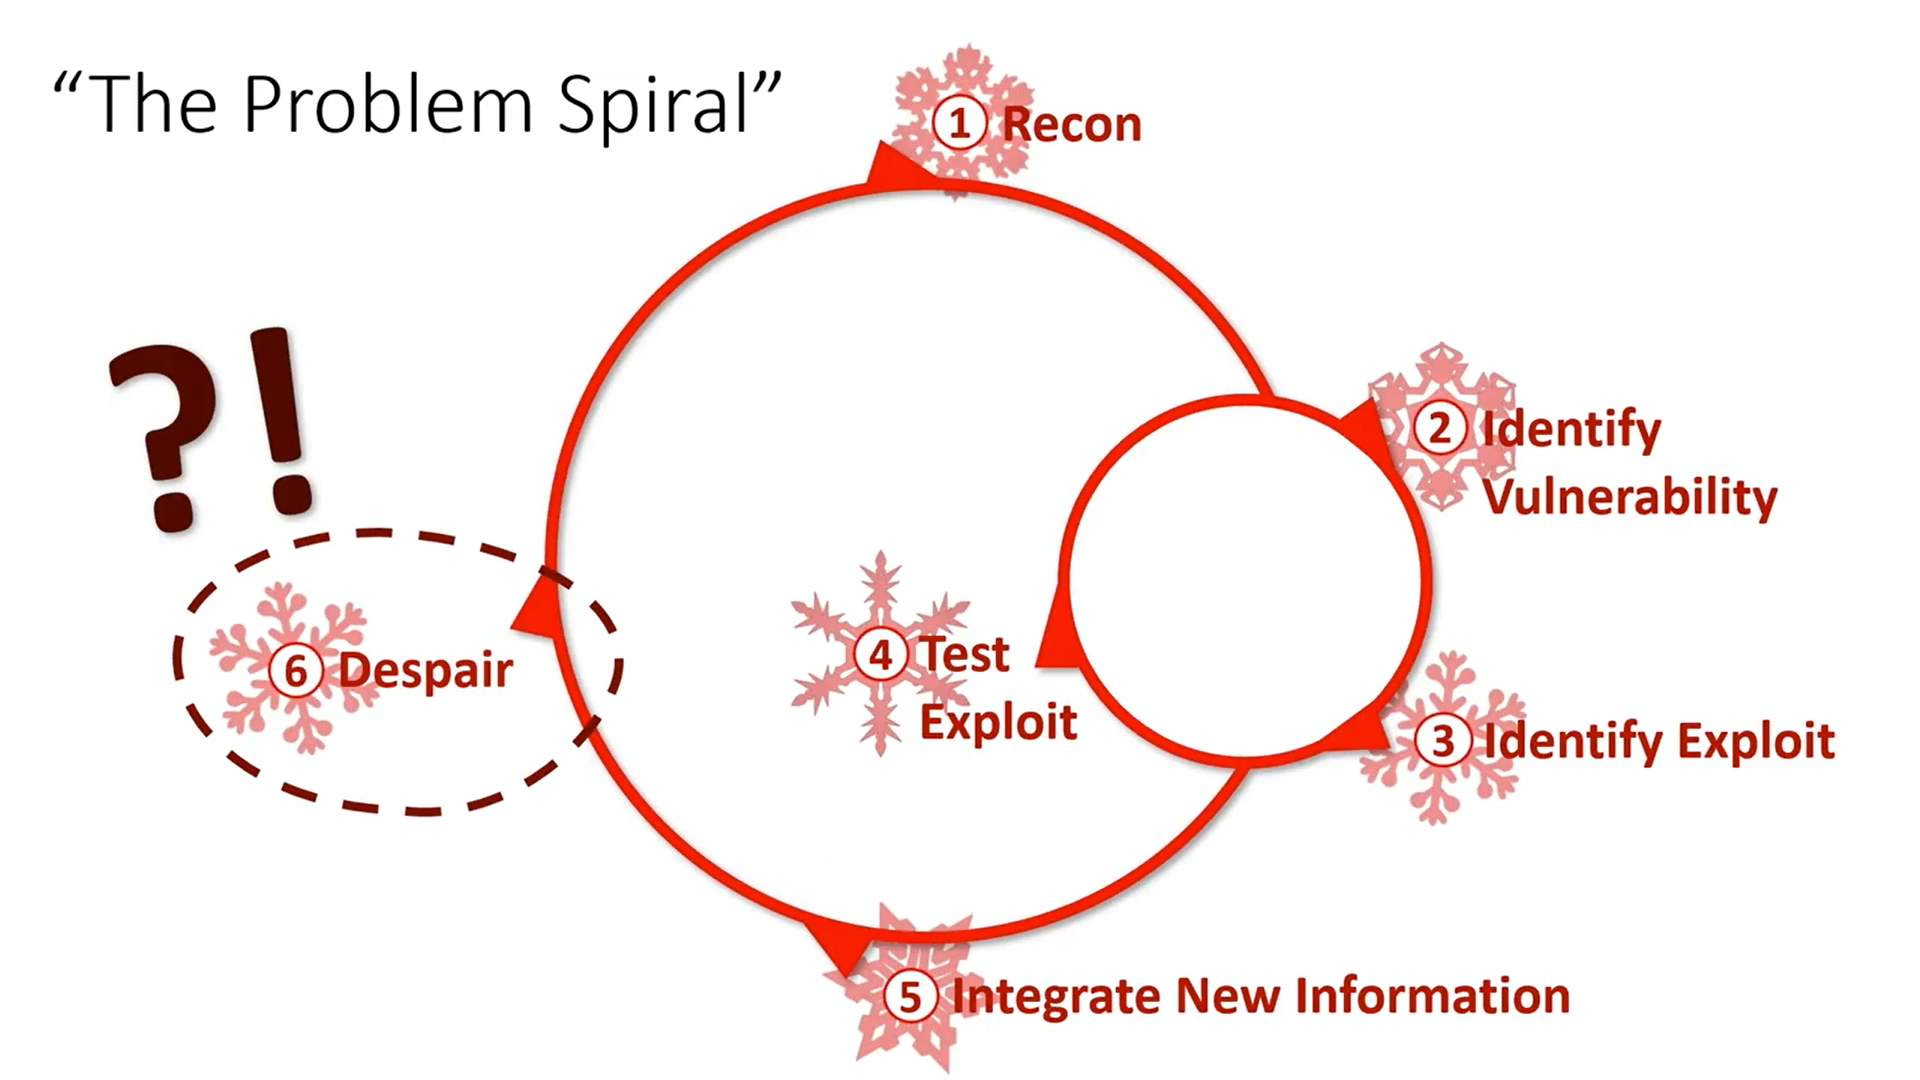 “The Problem Spiral”
1 Recon
?!
2 Identify
Vulnerability
4 Test
Exploit
6 Despair
3 Identify Exploit
5 Integrate New Information